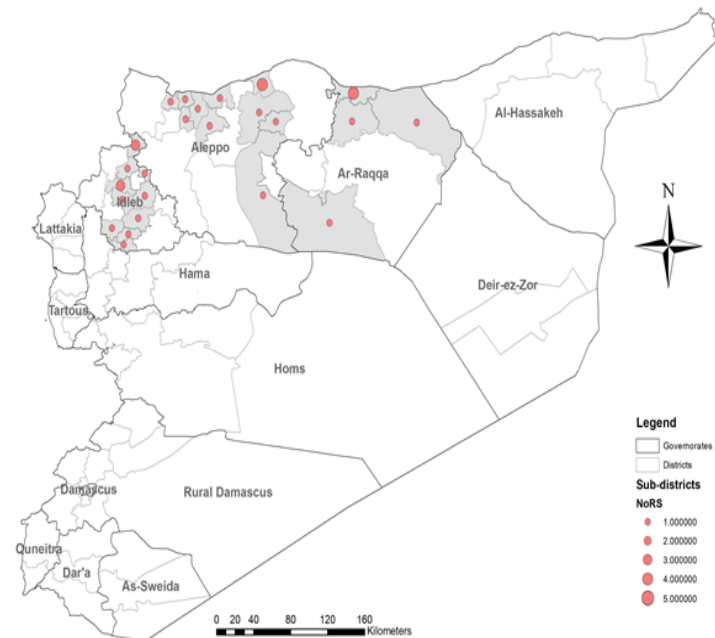 Al-Hassakeh
Aleppo
Ar-Raqqa
Idleb
Lattakia
N
Hama
Deir-ez-Zor
Tartous
Homs
Legend
Governorates
Districts
Sub-districts
NoRS
1.000000
2.000000
3.000000
4.000000
5.000000
Damascus
Rural Damascus
Quneitra
Dar'a
As-Sweida
0 20 40 80 120 160
Kilometers